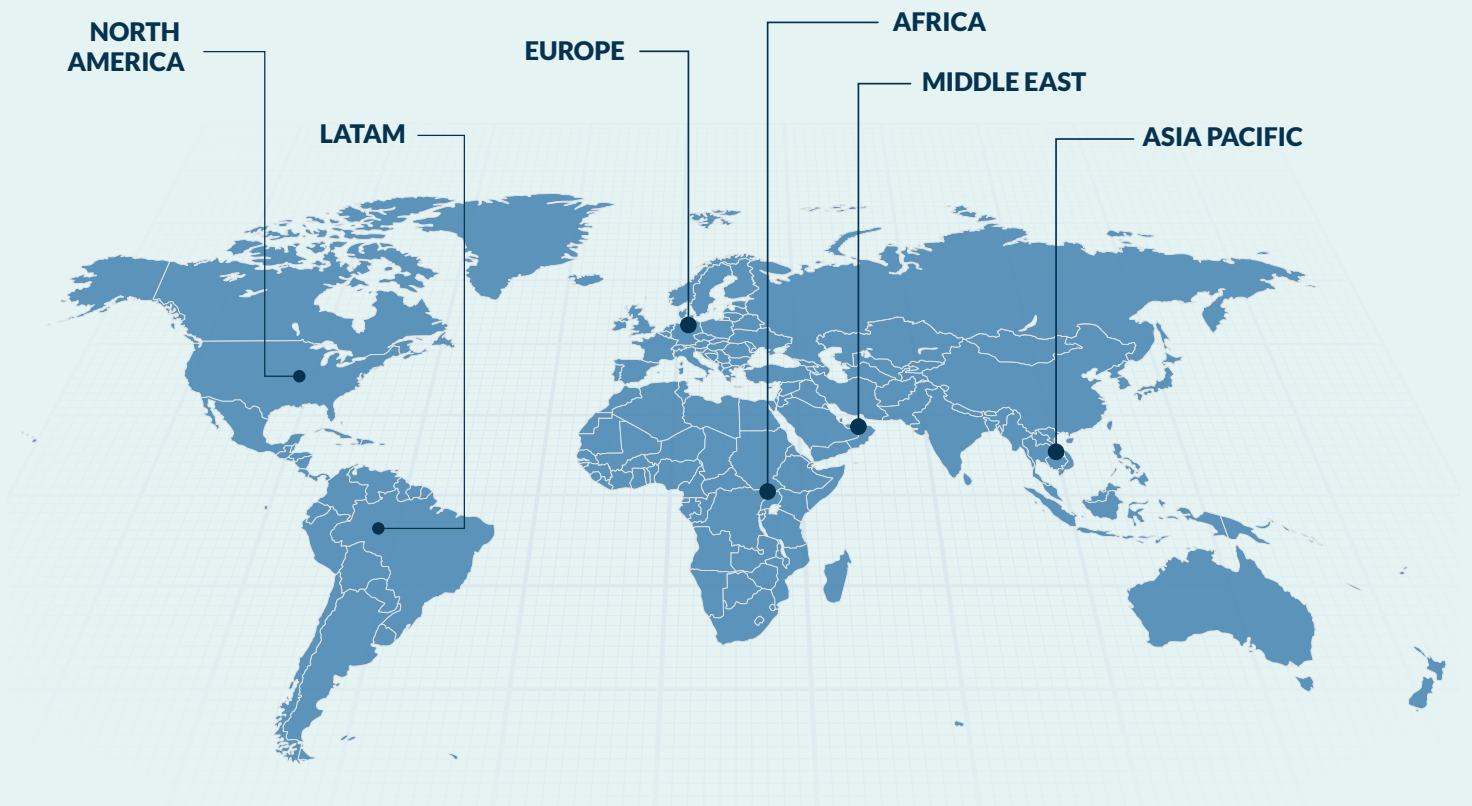 NORTH
AMERICA
LATAM
EUROPE
AFRICA
MIDDLE EAST
ASIA PACIFIC